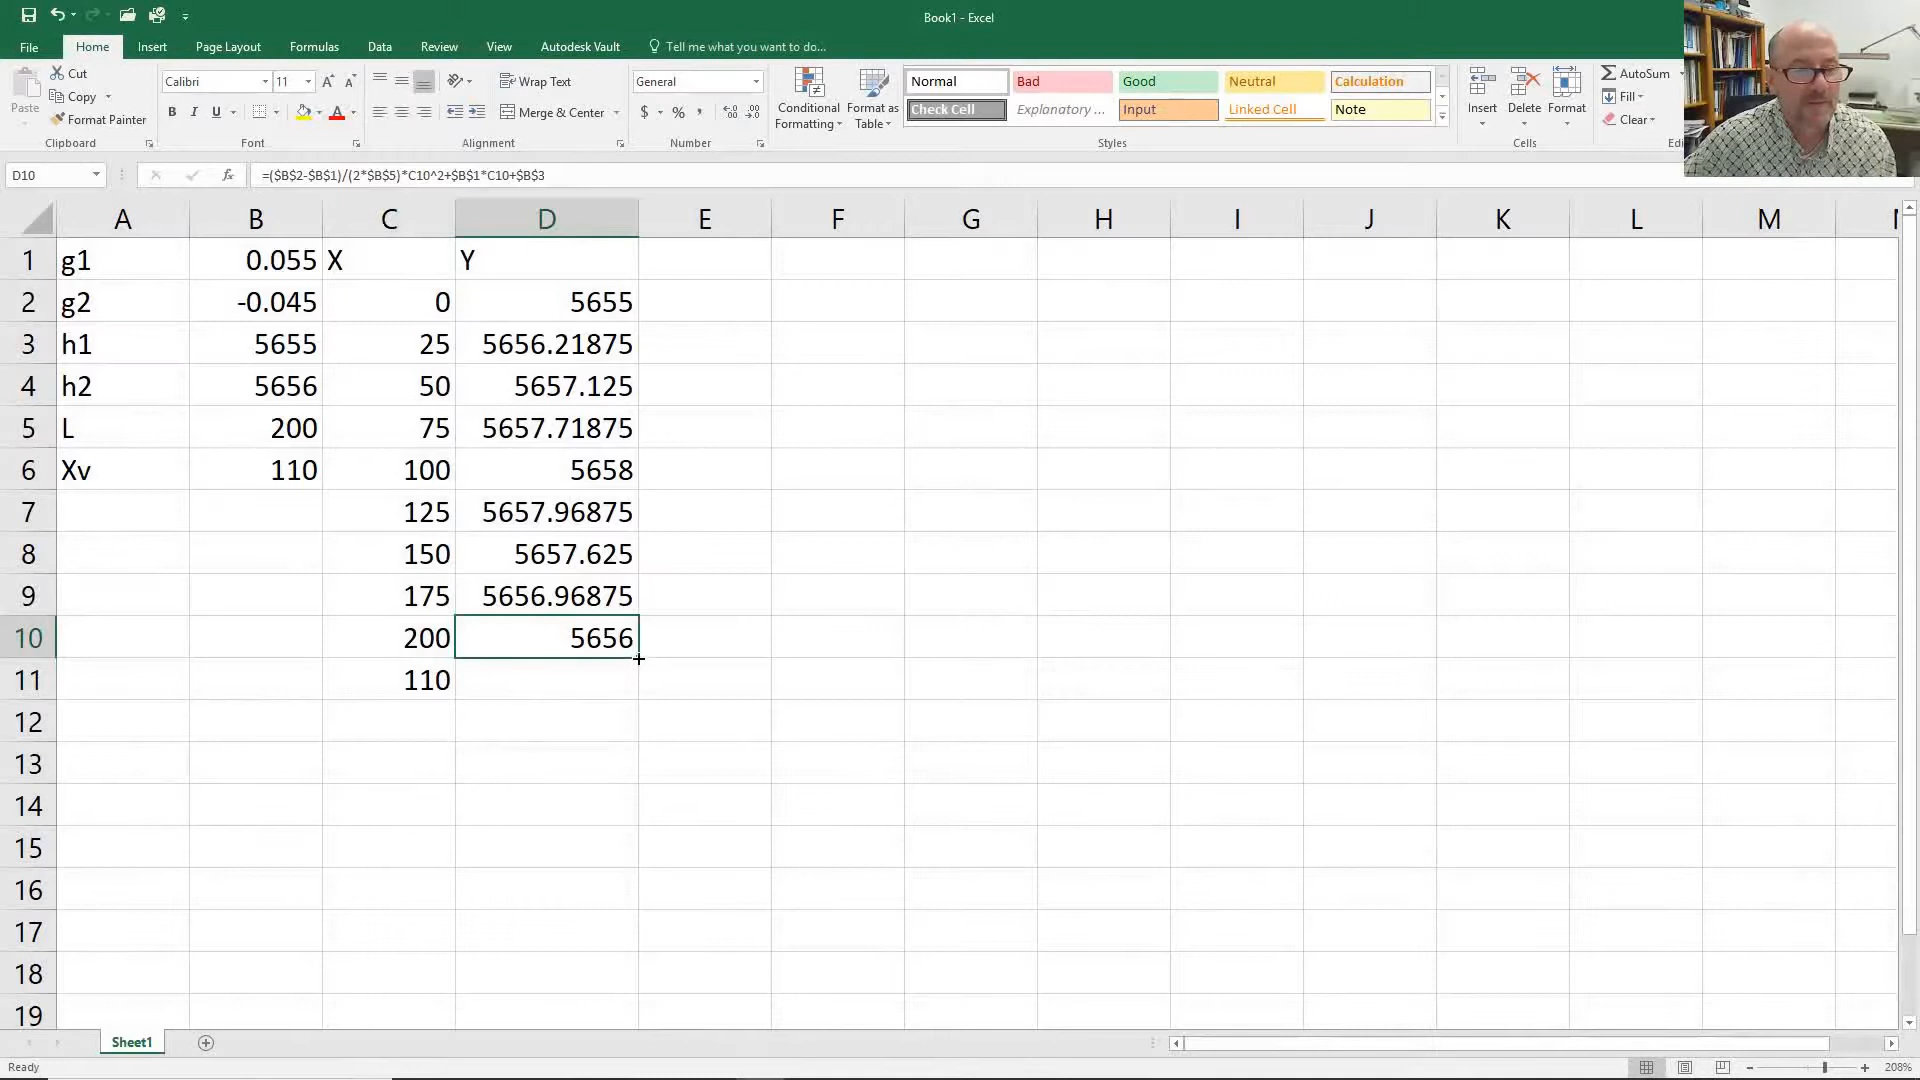 Book1 - Excel
File Home Insert Page Layout Formulas Data Review View Autodesk Vault Tell me what you want to do...
Paste
Cut
Copy
Format Painter
Clipboard
Calibri 11 A A
B I U A
Font
Wrap Text
Merge & Center
Alignment
General
$ % ,
Number
Conditional Formatting
Format as Table
Normal Bad Good Neutral Calculation
Check Cell Explanatory ... Input Linked Cell Note
Styles
Insert Delete Format
Cells
AutoSum
Fill
Clear
D10 fx =($B$2-$B$1)/(2*$B$5)*C10^2+$B$1*C10+$B$3
A B C D E F G H I J K L M
1 g1 0.055 X Y
2 g2 -0.045 0 5655
3 h1 5655 25 5656.21875
4 h2 5656 50 5657.125
5 L 200 75 5657.71875
6 Xv 110 100 5658
7 125 5657.96875
8 150 5657.625
9 175 5656.96875
10 200 5656
11 110
12
13
14
15
16
17
18
19
Sheet1
Ready 208%